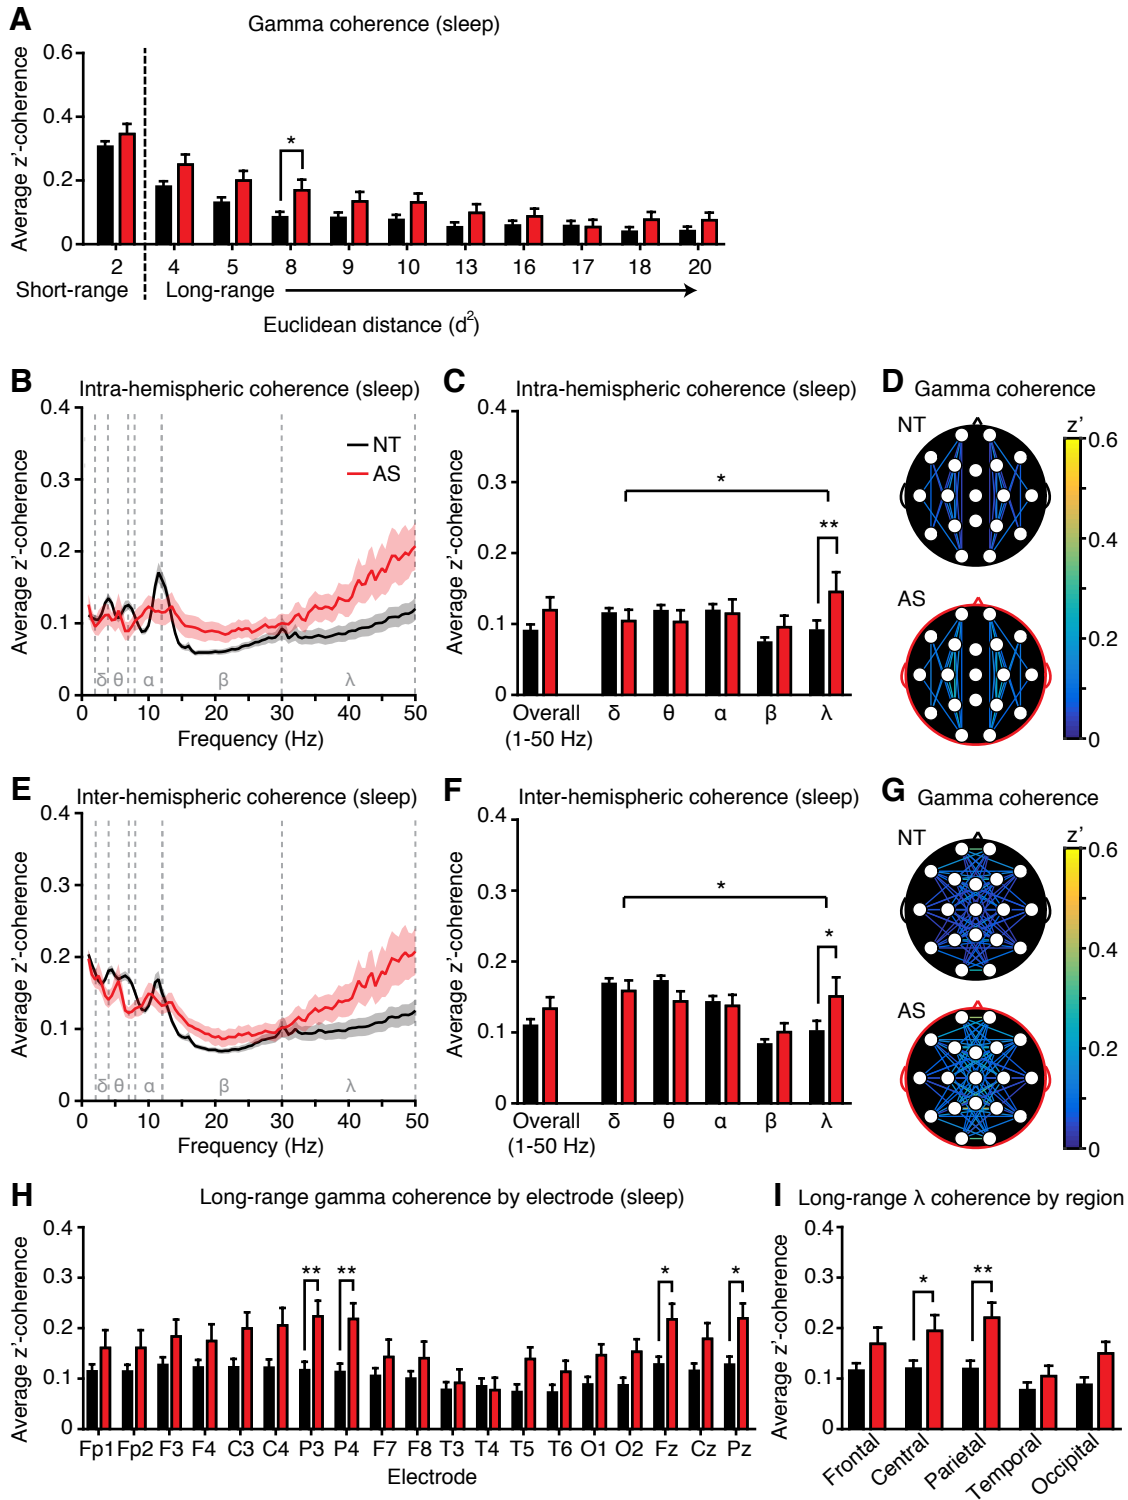 A
Gamma coherence (sleep)
Average z'-coherence
0.6
0.4
0.2
0
*
2 4 5 8 9 10 13 16 17 18 20
Short-range Long-range
Euclidean distance (d²)
B
Intra-hemispheric coherence (sleep)
Average z'-coherence
0.4
0.3
0.2
0.1
0
NT
AS
δ θ α β λ
0 10 20 30 40 50
Frequency (Hz)
C
Intra-hemispheric coherence (sleep)
Average z'-coherence
0.4
0.3
0.2
0.1
0
*
**
Overall δ θ α β λ
(1-50 Hz)
D
Gamma coherence
NT
AS
z'
0.6
0.4
0.2
0
E
Inter-hemispheric coherence (sleep)
Average z'-coherence
0.4
0.3
0.2
0.1
0
δ θ α β λ
0 10 20 30 40 50
Frequency (Hz)
F
Inter-hemispheric coherence (sleep)
Average z'-coherence
0.4
0.3
0.2
0.1
0
*
*
Overall δ θ α β λ
(1-50 Hz)
G
Gamma coherence
NT
AS
z'
0.6
0.4
0.2
0
H
Long-range gamma coherence by electrode (sleep)
Average z'-coherence
0.4
0.3
0.2
0.1
0
** ** * *
Fp1 Fp2 F3 F4 C3 C4 P3 P4 F7 F8 T3 T4 T5 T6 O1 O2 Fz Cz Pz
Electrode
I
Long-range λ coherence by region
Average z'-coherence
0.4
0.3
0.2
0.1
0
* **
Frontal
Central
Parietal
Temporal
Occipital